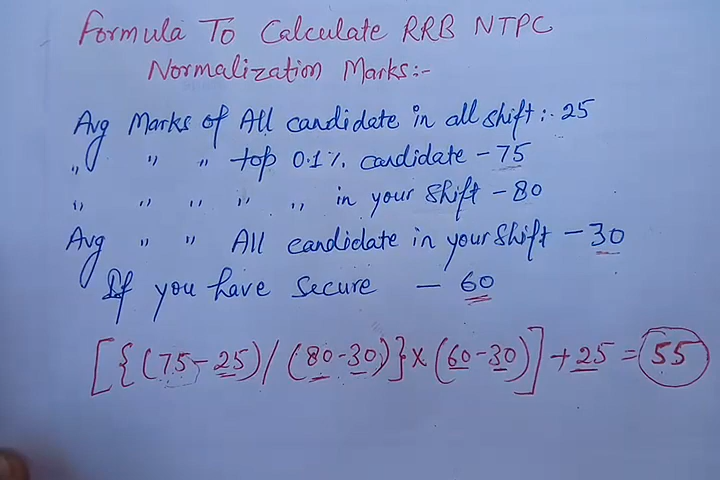 Formula To Calculate RRB NTPC
Normalization Marks:-
Avg Marks of All candidate in all shift:- 25
" " " top 0.1% candidate - 75
" " " " " in your shift - 80
Avg " " All candidate in your shift - 30
If you have secure - 60
[{(75-25)/(80-30)}×(60-30)]+25=55